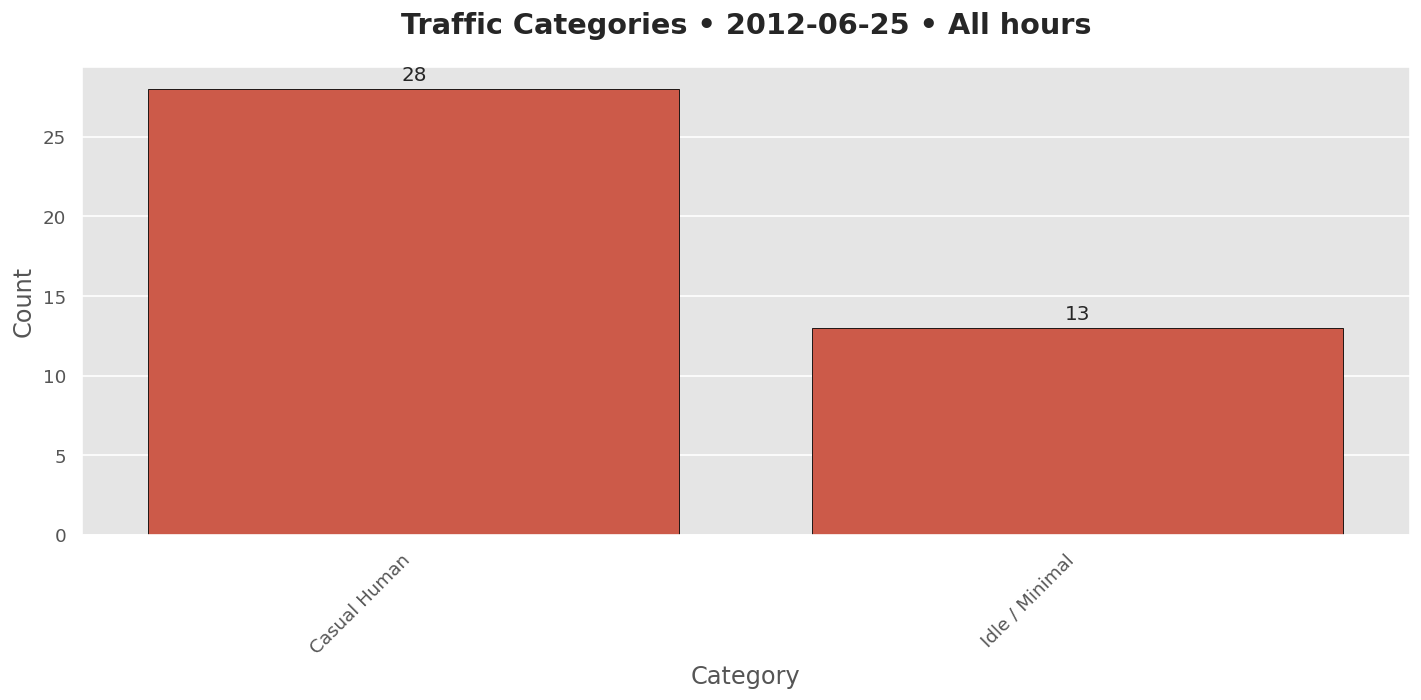 Traffic Categories • 2012-06-25 • All hours
28
25
20
15
13
10
5
0
Count
Casual Human
Idle / Minimal
Category